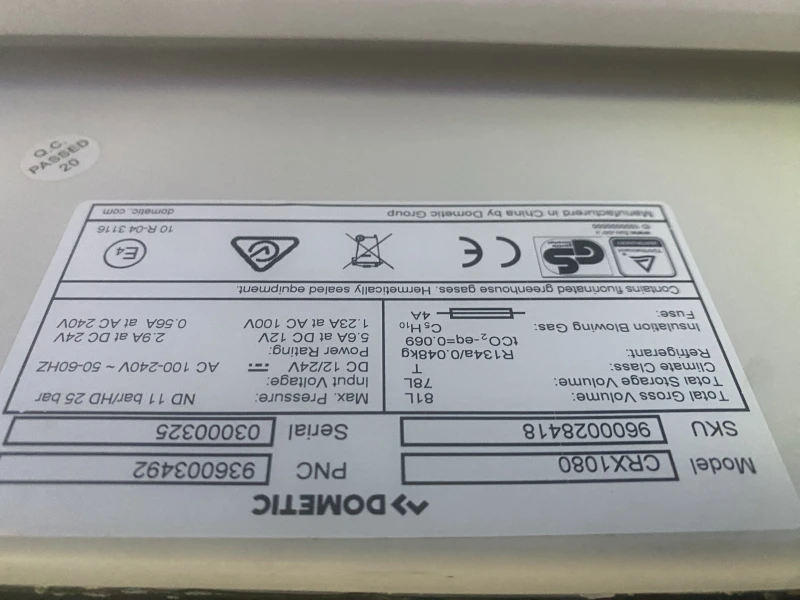 DOMETIC
Model CRX1080 PNC 936003492
SKU 9600028418 Serial 03000325
Total Gross Volume: 81L
Total Storage Volume: 78L
Climate Class: T
Refrigerant: R134a/0.048kg
tCO2-eq=0.069
Insulation Blowing Gas: C5H10
Fuse: 4A
Max. Pressure: ND 11 bar/HD 25 bar
Input Voltage:
DC 12/24V AC 100-240V ~ 50-60HZ
Power Rating:
5.6A at DC 12V 2.9A at DC 24V
1.23A at AC 100V 0.56A at AC 240V
Contains fluorinated greenhouse gases. Hermetically sealed equipment.
GS
CE
E4
10 R-04 3116
Manufacturerd in China by Dometic Group dometic.com
Q.C.
PASSED
20